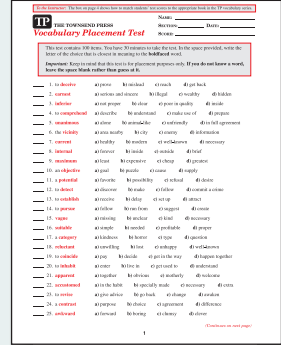 To the Instructor: The box on page 4 shows how to match students' test scores to the appropriate book in the TP vocabulary series.
TP THE TOWNSEND PRESS
Vocabulary Placement Test
NAME:
SECTION: DATE:
SCORE:
This test contains 100 items. You have 30 minutes to take the test. In the space provided, write the letter of the choice that is closest in meaning to the boldfaced word.
Important: Keep in mind that this test is for placement purposes only. If you do not know a word, leave the space blank rather than guess at it.
1. to deceive a) prove b) mislead c) reach d) get back
2. earnest a) serious and sincere b) illegal c) wealthy d) hidden
3. inferior a) not proper b) clear c) poor in quality d) inside
4. to comprehend a) describe b) understand c) make use of d) prepare
5. unanimous a) alone b) animal-like c) unfriendly d) in full agreement
6. the vicinity a) area nearby b) city c) enemy d) information
7. current a) healthy b) modern c) well-known d) necessary
8. internal a) forever b) inside c) outside d) brief
9. maximum a) least b) expensive c) cheap d) greatest
10. an objective a) goal b) puzzle c) cause d) supply
11. a potential a) favorite b) possibility c) refusal d) desire
12. to detect a) discover b) make c) follow d) commit a crime
13. to establish a) receive b) delay c) set up d) attract
14. to pursue a) follow b) run from c) suggest d) create
15. vague a) missing b) unclear c) kind d) necessary
16. suitable a) simple b) needed c) profitable d) proper
17. a category a) kindness b) horror c) type d) question
18. reluctant a) unwilling b) lost c) unhappy d) well-known
19. to coincide a) pay b) decide c) get in the way d) happen together
20. to inhabit a) enter b) live in c) get used to d) understand
21. apparent a) together b) obvious c) motherly d) welcome
22. accustomed a) in the habit b) specially made c) necessary d) extra
23. to revise a) give advice b) go back c) change d) awaken
24. a contrast a) purpose b) choice c) agreement d) difference
25. awkward a) forward b) boring c) clumsy d) clever
(Continues on next page)
1